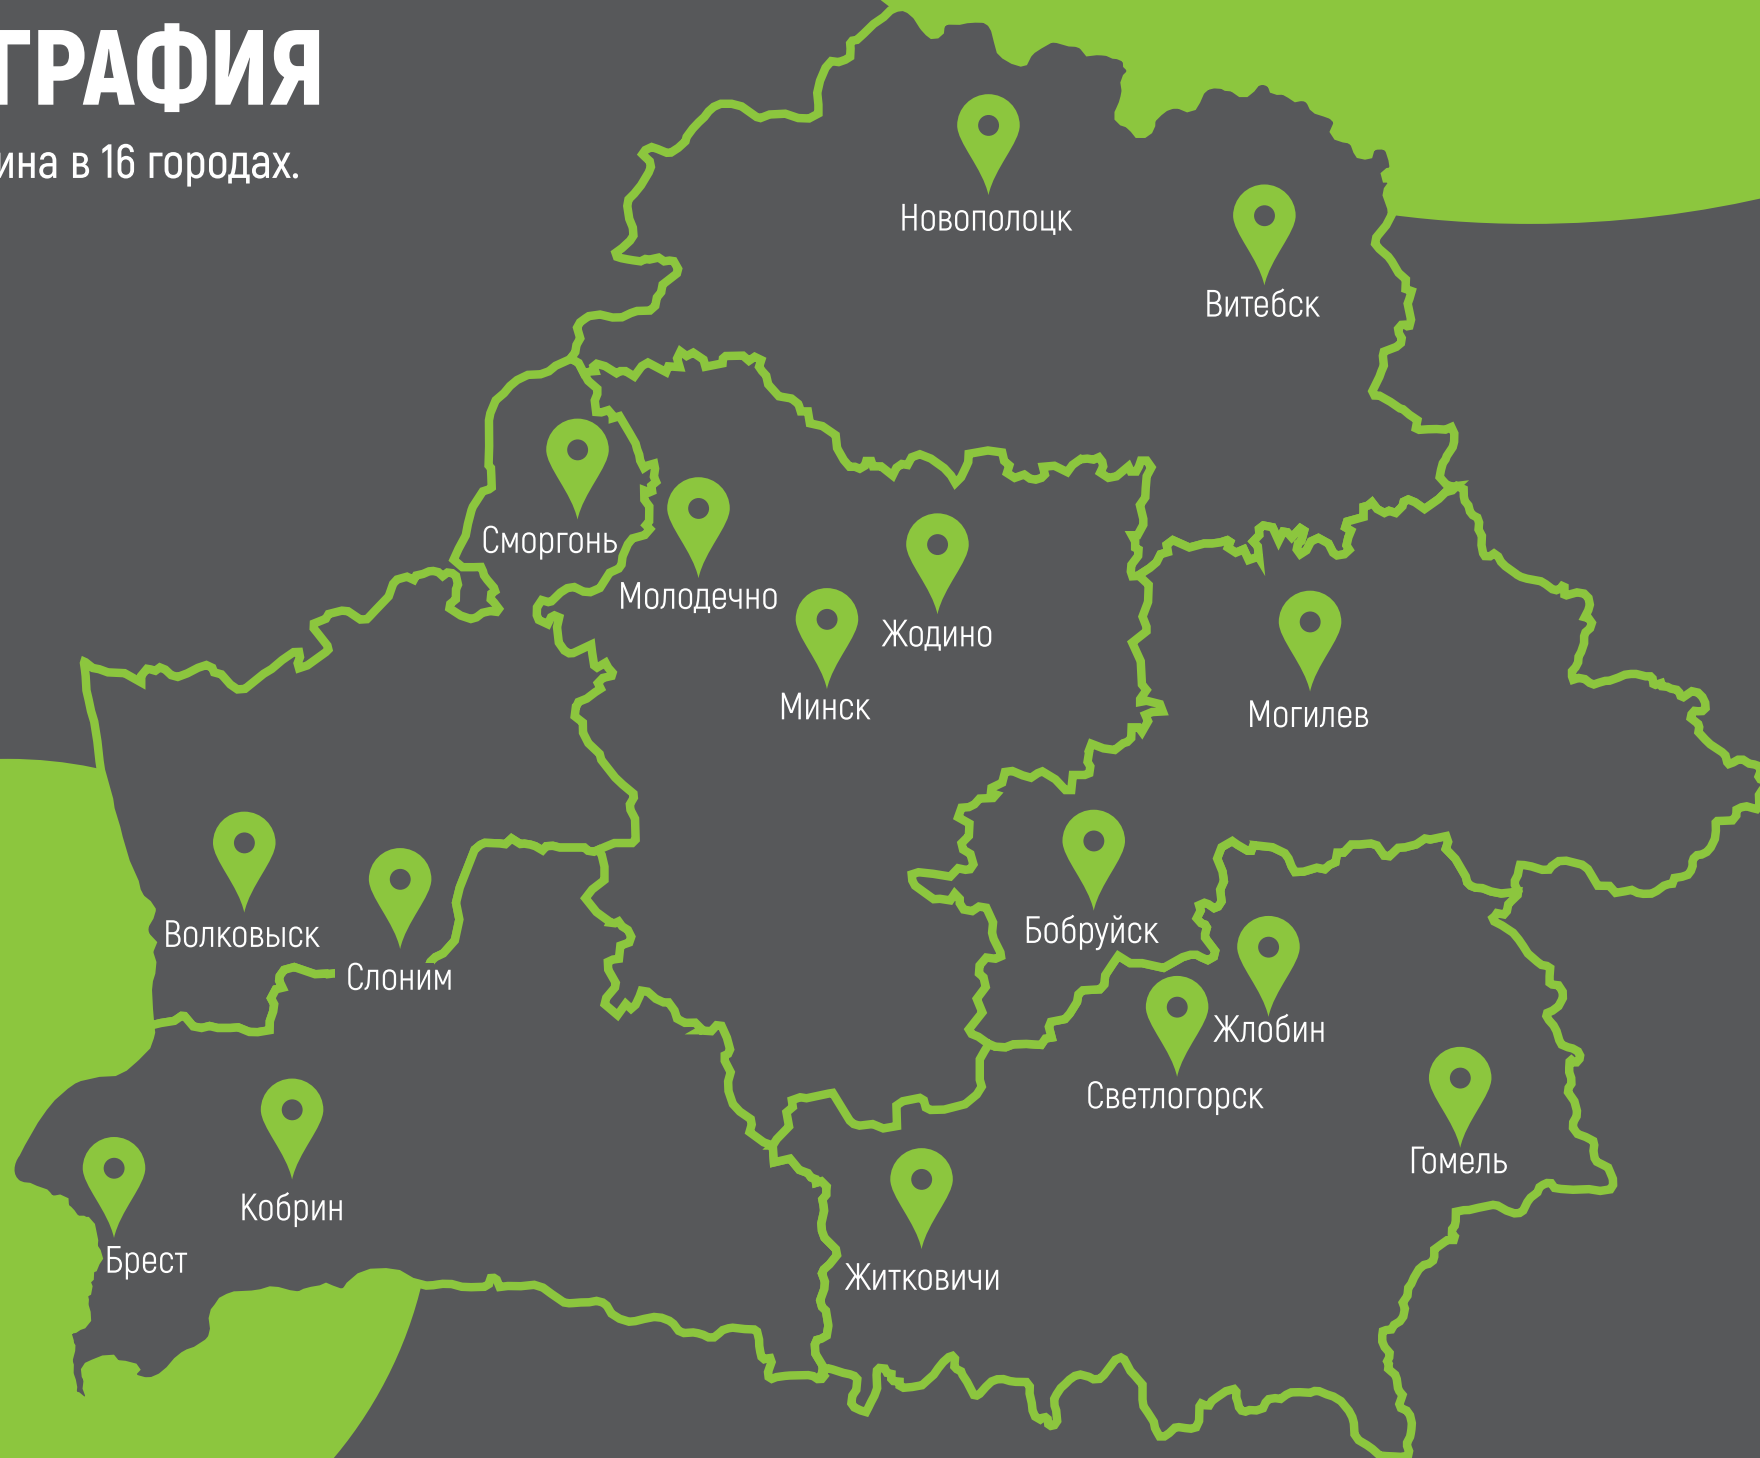 ГРАФИЯ
в 16 городах.
Новополоцк
Витебск
Сморгонь
Молодечно
Жодино
Минск
Могилев
Волковыск
Слоним
Бобруйск
Жлобин
Светлогорск
Гомель
Кобрин
Брест
Житковичи